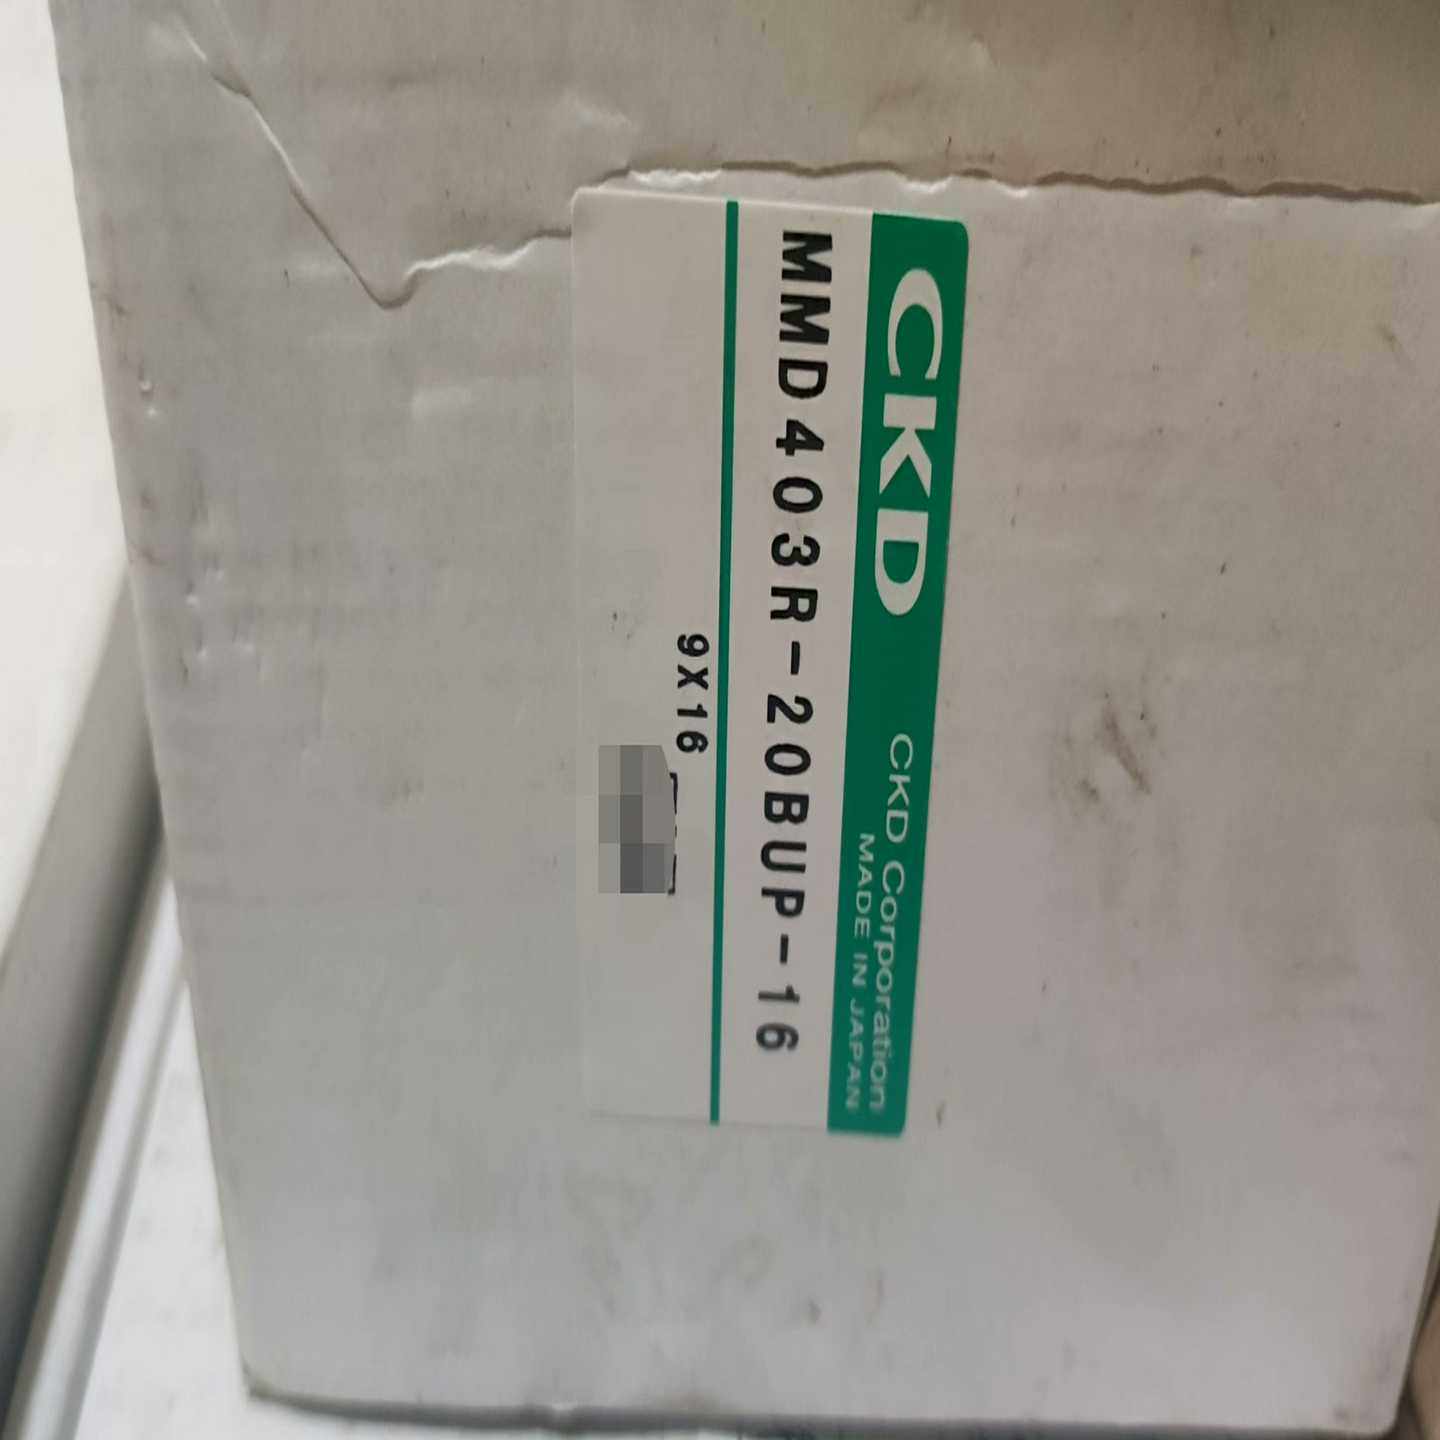 CKD
CKD Corporation
MADE IN JAPAN
MMD403R-20BUP-16
9X16